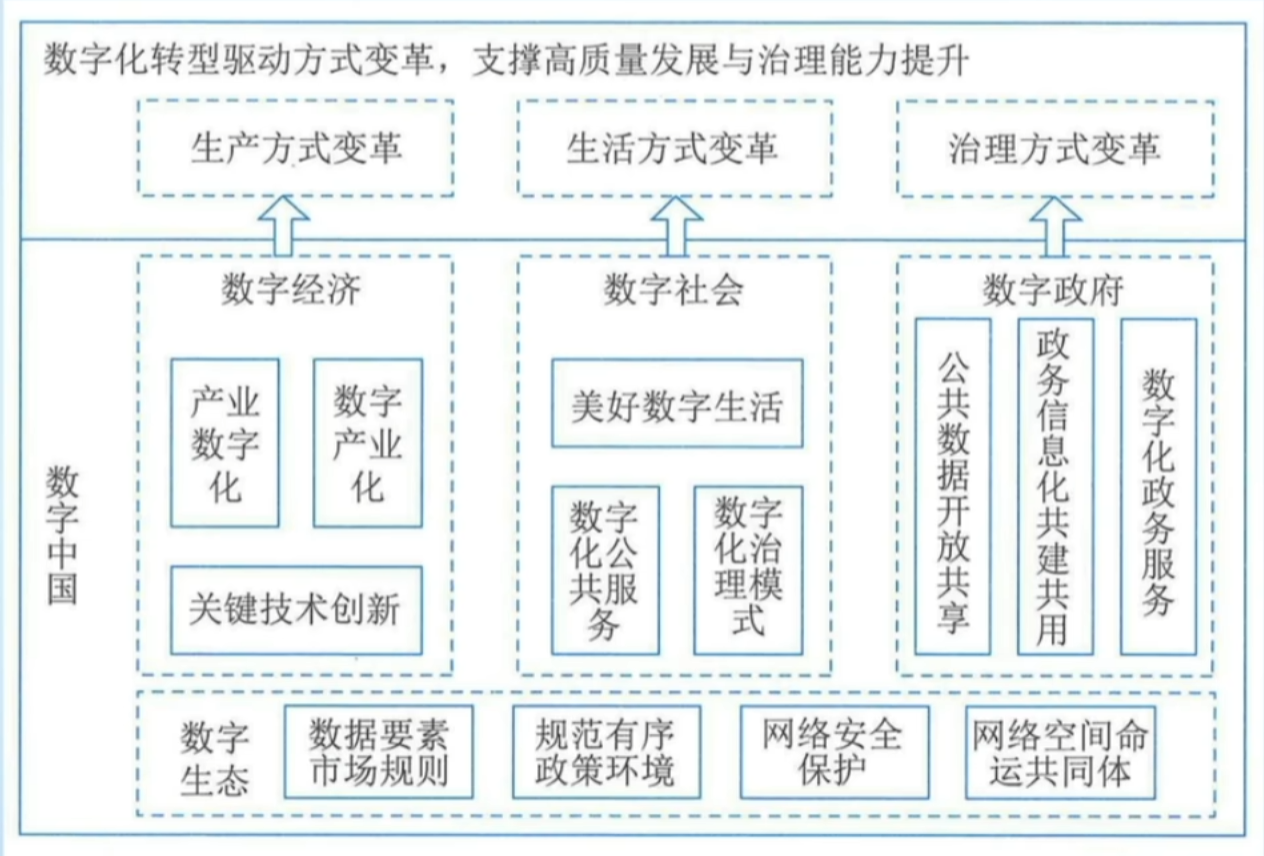 数字化转型驱动方式变革，支撑高质量发展与治理能力提升
生产方式变革
生活方式变革
治理方式变革
数字中国
数字经济
产业
数字
化
数字
产业
化
关键技术创新
数字社会
美好数字生活
数字
化公
共服
务
数字
化治
理模
式
数字政府
公共数据开放共享
政务信息化共建共用
数字化政务服务
数字
生态
数据要素
市场规则
规范有序
政策环境
网络安全
保护
网络空间命
运共同体